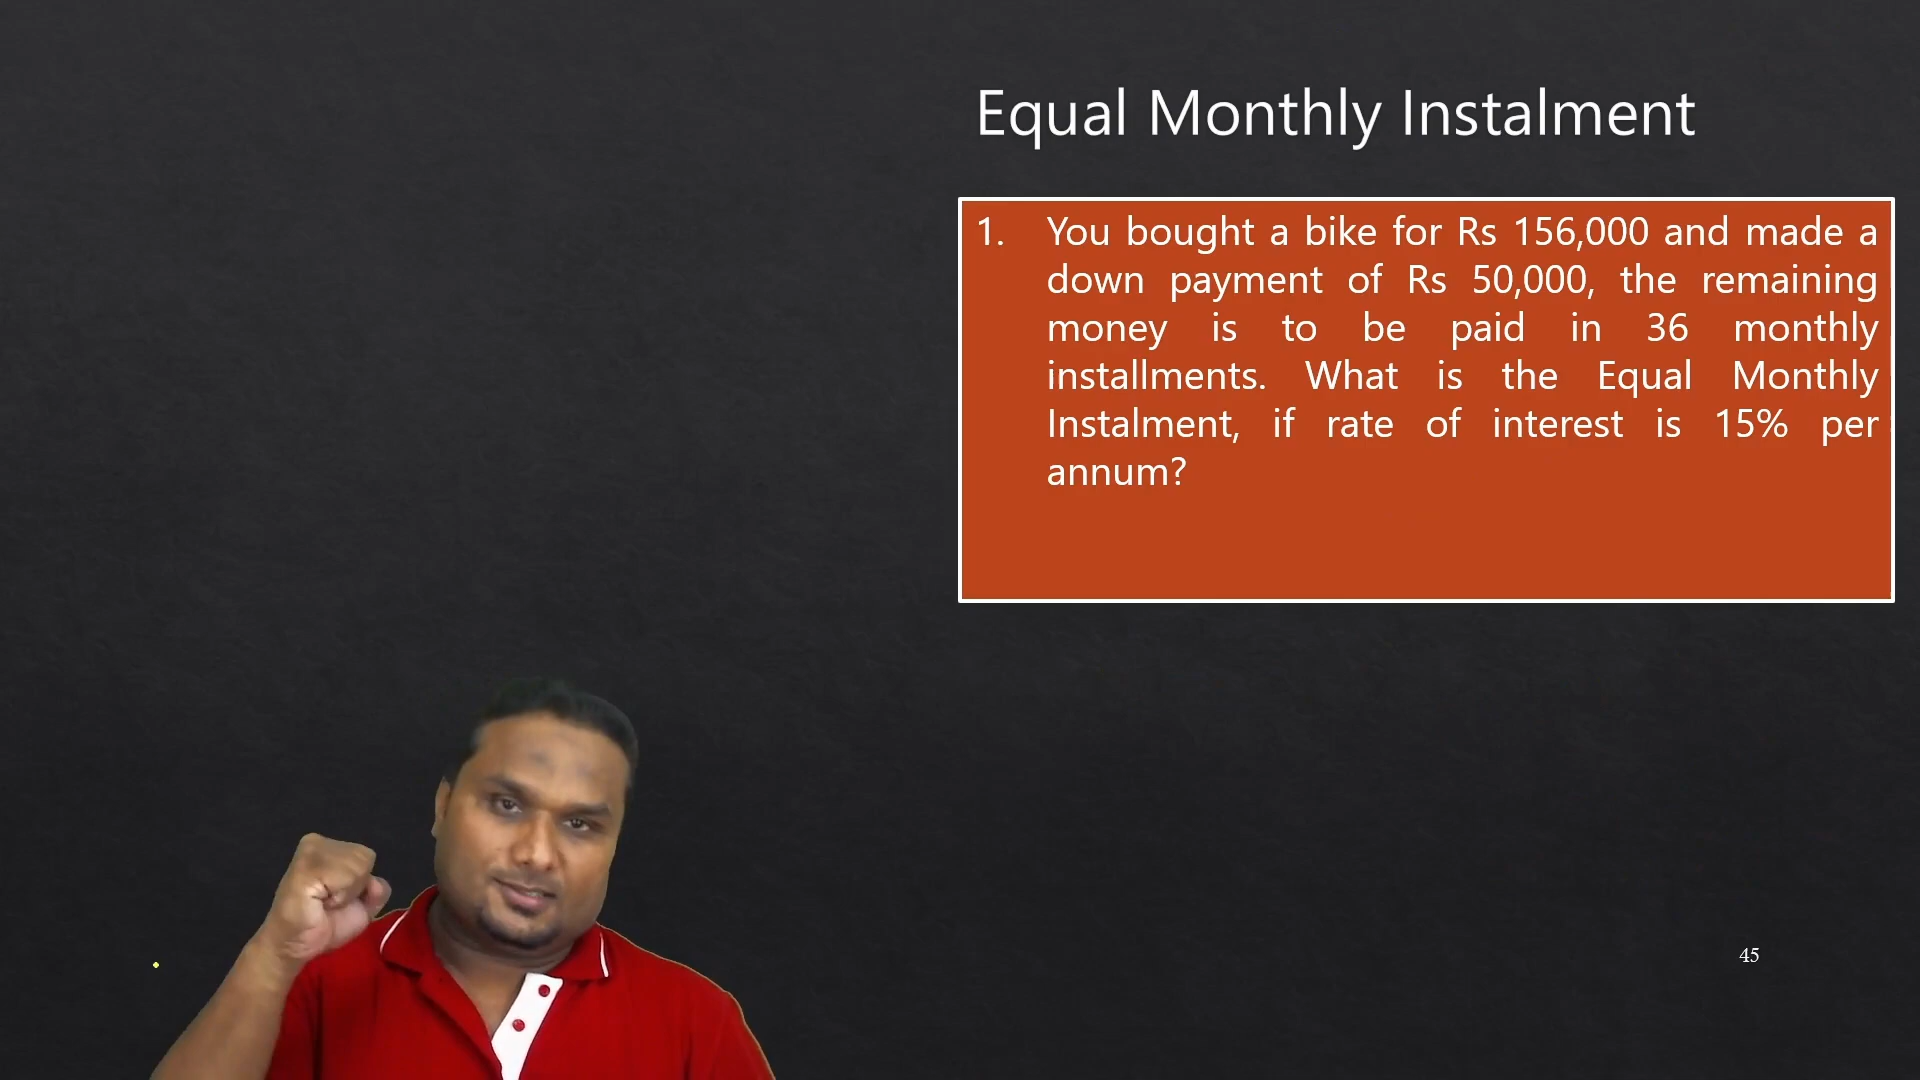 Equal Monthly Instalment
1. You bought a bike for Rs 156,000 and made a
down payment of Rs 50,000, the remaining
money is to be paid in 36 monthly
installments. What is the Equal Monthly
Instalment, if rate of interest is 15% per
annum?
45